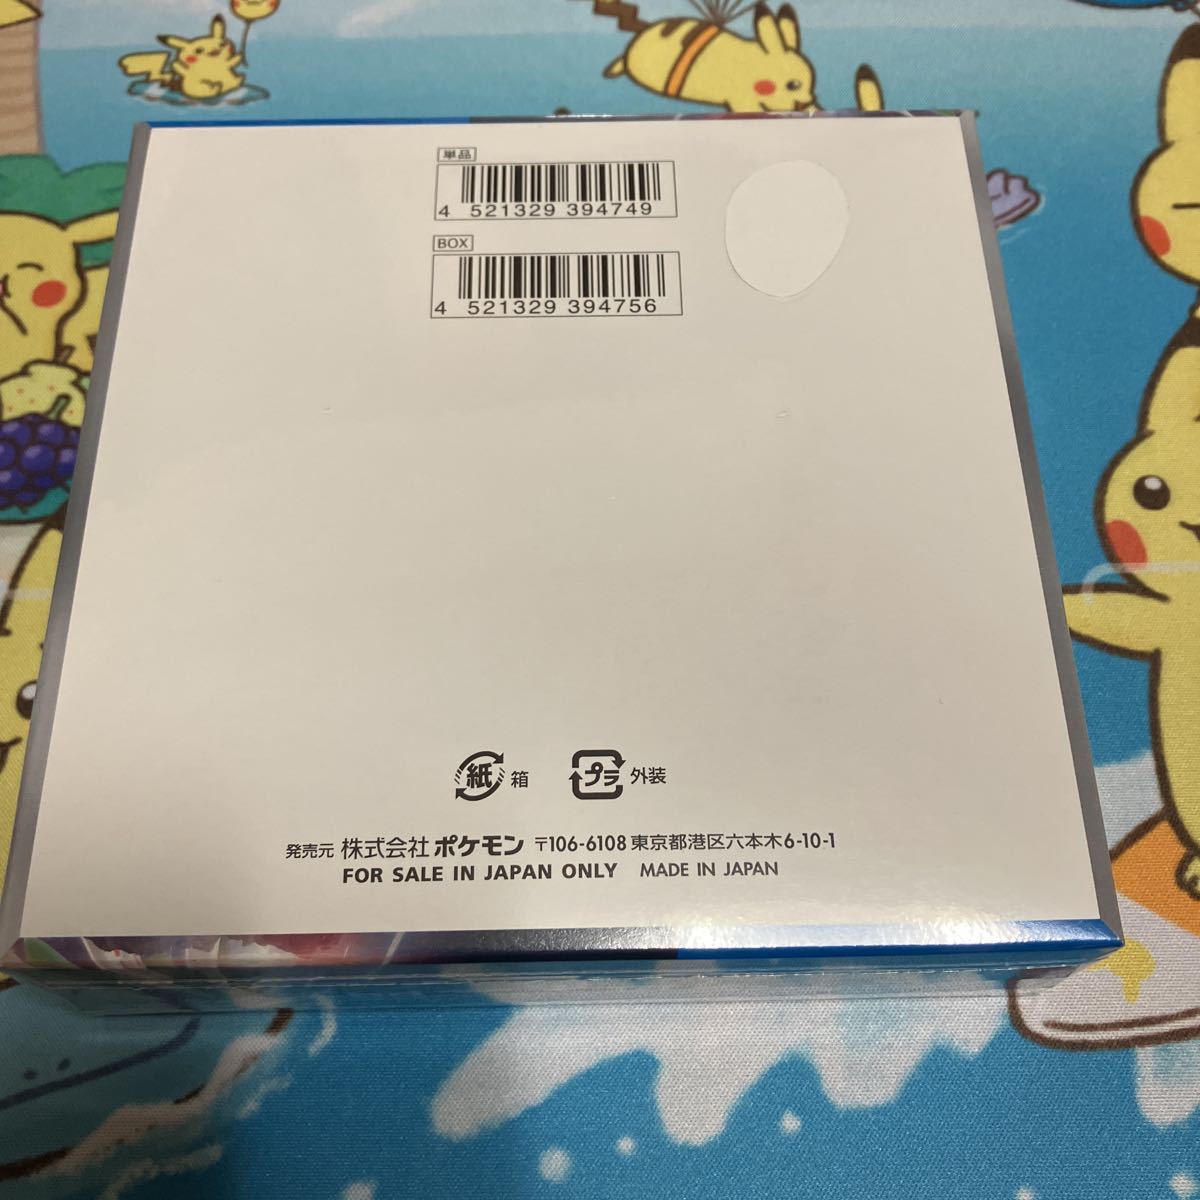 単品
4 521329 394749
BOX
4 521329 394756
紙 箱 プラ 外装
発売元 株式会社 ポケモン 〒106-6108 東京都港区六本木6-10-1
FOR SALE IN JAPAN ONLY MADE IN JAPAN